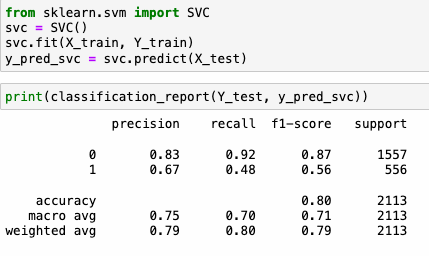 from sklearn.svm import SVC
svc = SVC()
svc.fit(X_train, Y_train)
y_pred_svc = svc.predict(X_test)
print(classification_report(Y_test, y_pred_svc))
precision recall f1-score support
0 0.83 0.92 0.87 1557
1 0.67 0.48 0.56 556
accuracy 0.80 2113
macro avg 0.75 0.70 0.71 2113
weighted avg 0.79 0.80 0.79 2113